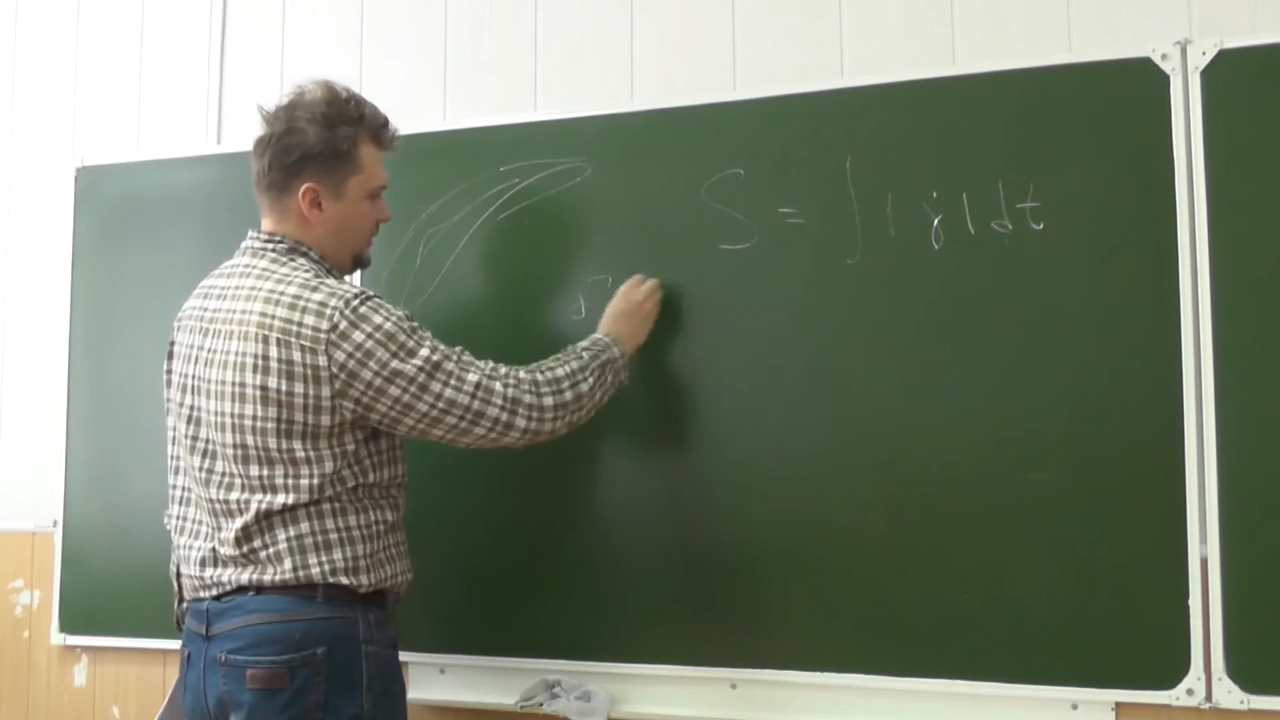 S = ∫ |γ̇| dt